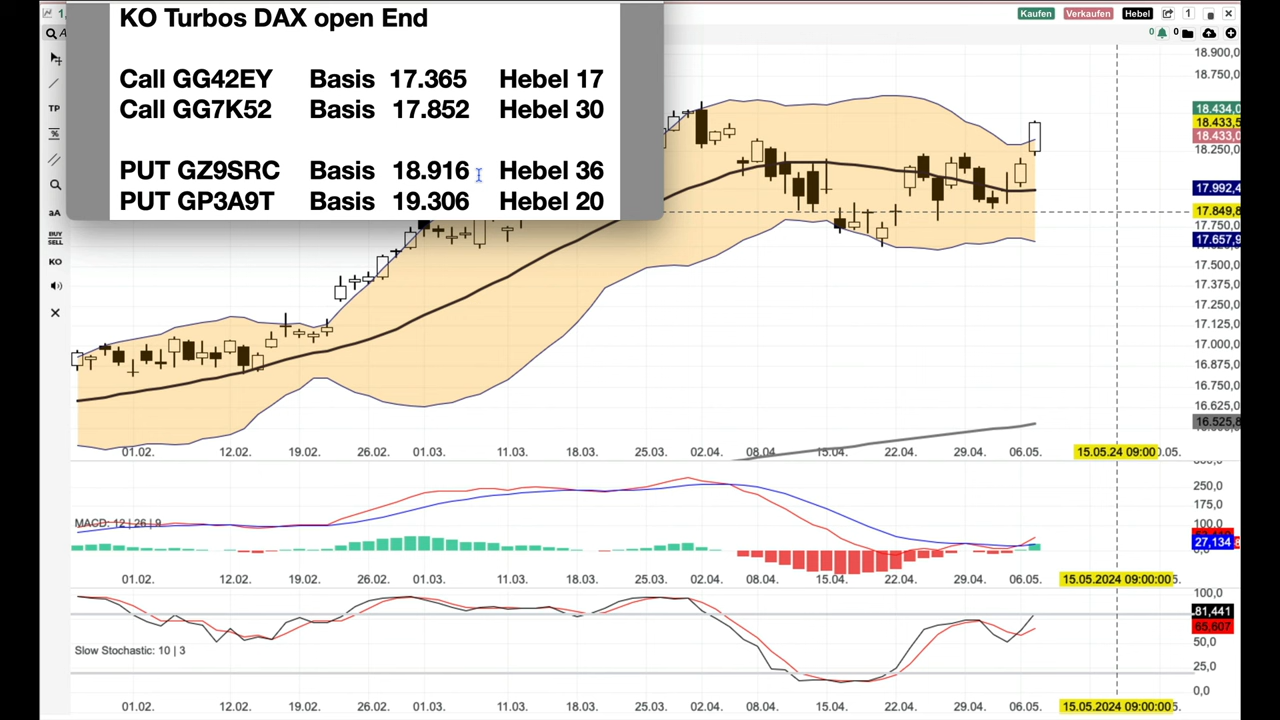 KO Turbos DAX open End
Call GG42EY Basis 17.365 Hebel 17
Call GG7K52 Basis 17.852 Hebel 30
PUT GZ9SRC Basis 18.916 Hebel 36
PUT GP3A9T Basis 19.306 Hebel 20
Kaufen Verkaufen Hebel 1
0 0
TP
%
aA
BUY
SELL
KO
18.900,0
18.750,0
18.434,0
18.433,5
18.433,0
18.250,0
17.992,4
17.849,8
17.750,0
17.657,9
17.500,0
17.375,0
17.250,0
17.125,0
17.000,0
16.875,0
16.750,0
16.625,0
16.525,8
01.02. 12.02. 19.02. 26.02. 01.03. 11.03. 18.03. 25.03. 02.04. 08.04. 15.04. 22.04. 29.04. 06.05. 15.05.24 09:00
250,0
175,0
100,0
MACD: 12 | 26 | 9
27,134
01.02. 12.02. 19.02. 26.02. 01.03. 11.03. 18.03. 25.03. 02.04. 08.04. 15.04. 22.04. 29.04. 06.05. 15.05.2024 09:00:00
100,0
81,441
65,607
50,0
Slow Stochastic: 10 | 3
25,0
0,0
01.02. 12.02. 19.02. 26.02. 01.03. 11.03. 18.03. 25.03. 02.04. 08.04. 15.04. 22.04. 29.04. 06.05. 15.05.2024 09:00:00